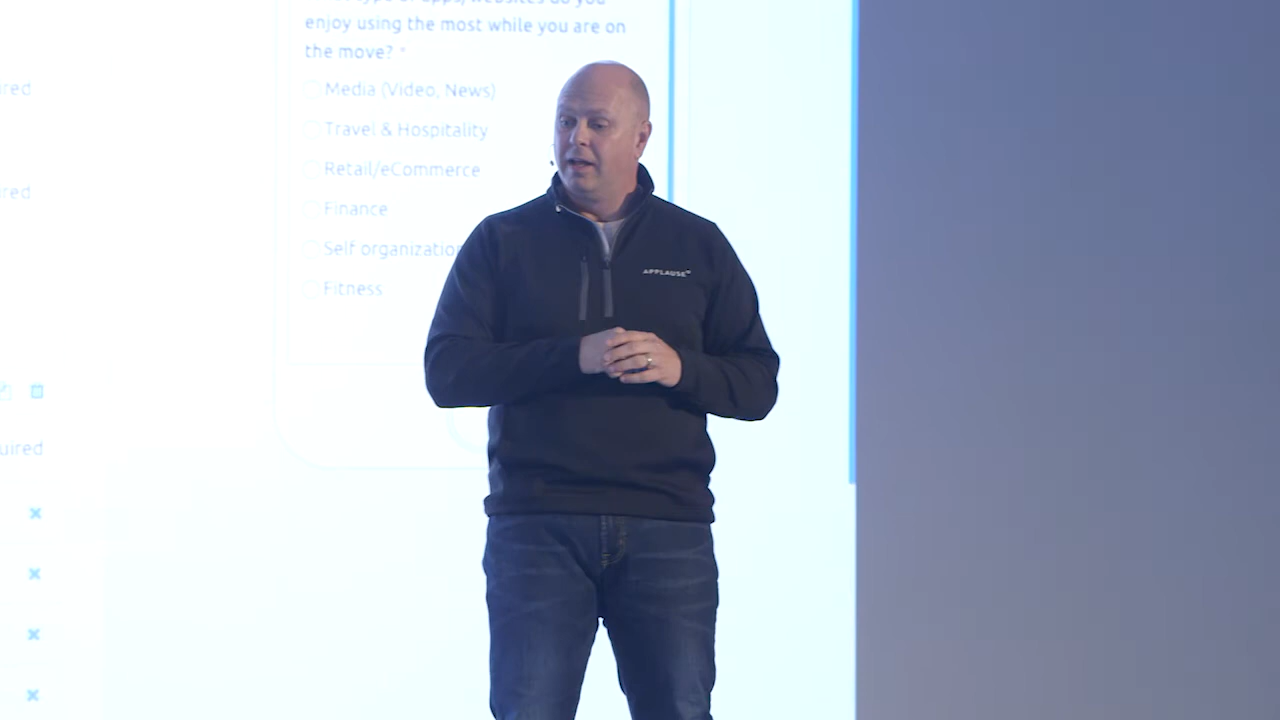 enjoy using the most while you are on
the move? *
Media (Video, News)
Travel & Hospitality
Retail/eCommerce
Finance
Self organization
Fitness
APPLAUSE